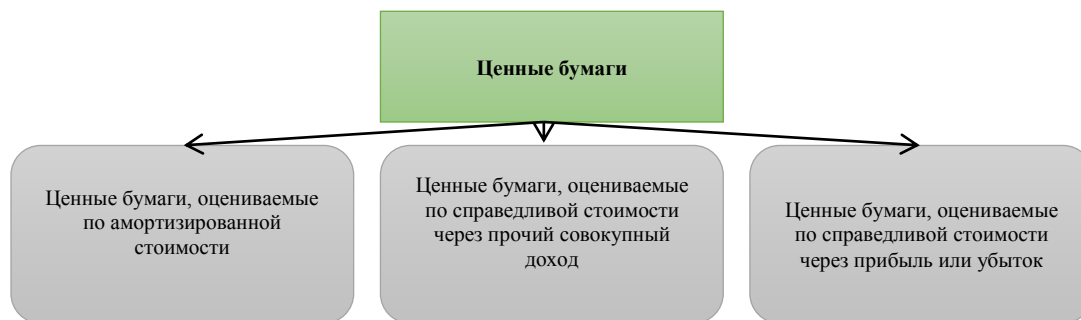 Ценные бумаги
Ценные бумаги, оцениваемые
по амортизированной
стоимости
Ценные бумаги, оцениваемые
по справедливой стоимости
через прочий совокупный
доход
Ценные бумаги, оцениваемые
по справедливой стоимости
через прибыль или убыток